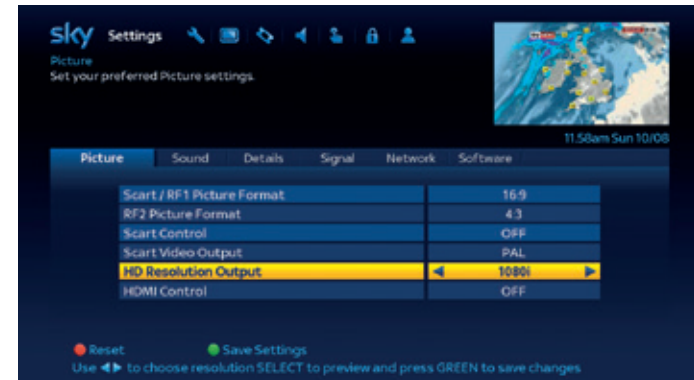 sky Settings
Picture
Set your preferred Picture settings.
11.58am Sun 10/08
Picture Sound Details Signal Network Software
Scart / RF1 Picture Format 16:9
RF2 Picture Format 4:3
Scart Control OFF
Scart Video Output PAL
HD Resolution Output 1080i
HDMI Control OFF
Reset Save Settings
Use ◀▶ to choose resolution SELECT to preview and press GREEN to save changes